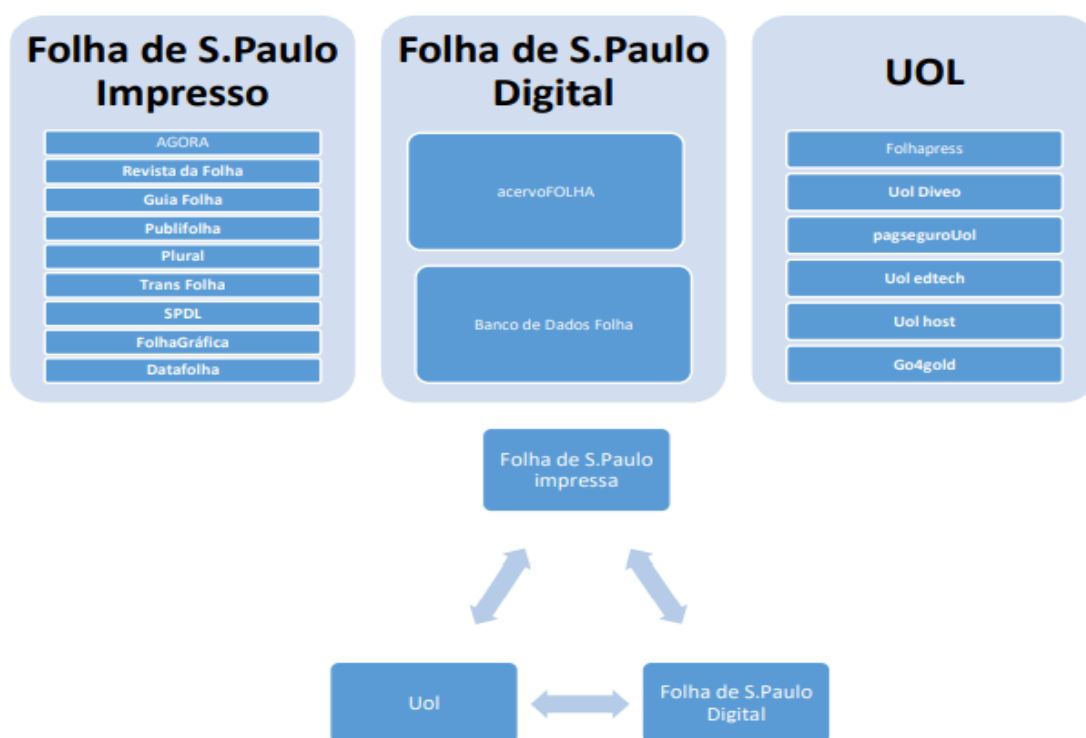 Folha de S.Paulo
Impresso
AGORA
Revista da Folha
Guia Folha
Publifolha
Plural
Trans Folha
SPDL
FolhaGráfica
Datafolha
Folha de S.Paulo
Digital
acervoFOLHA
Banco de Dados Folha
UOL
Folhapress
Uol Diveo
pagseguroUol
Uol edtech
Uol host
Go4gold
Folha de S.Paulo
impressa
Uol
Folha de S.Paulo
Digital